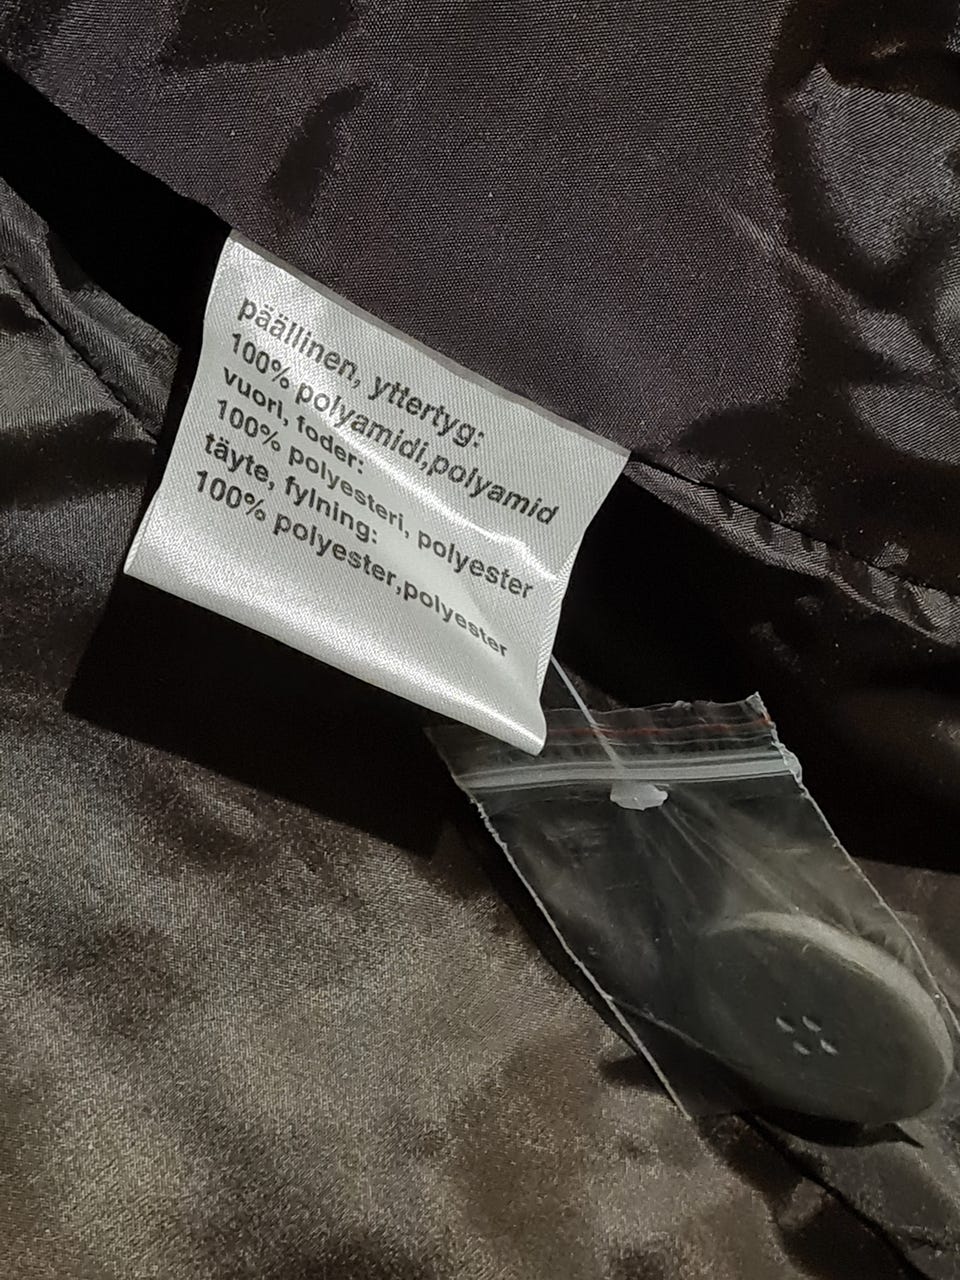 päällinen, yttertyg:
100% polyamidi,polyamid
vuori, foder:
100% polyesteri, polyester
täyte, fylning:
100% polyester,polyester